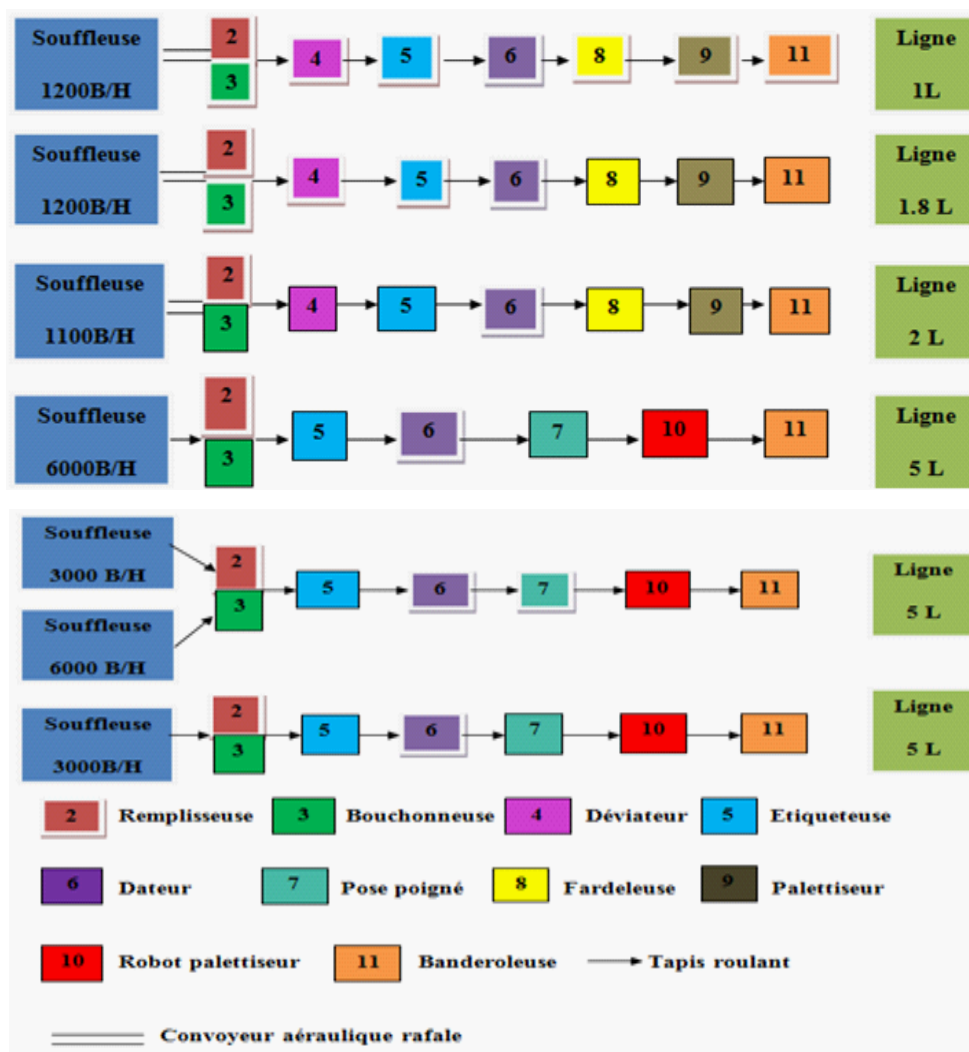 Souffleuse
1200B/H
2
3
4
5
6
8
9
11
Ligne
1L
Souffleuse
1200B/H
2
3
4
5
6
8
9
11
Ligne
1.8 L
Souffleuse
1100B/H
2
3
4
5
6
8
9
11
Ligne
2 L
Souffleuse
6000B/H
2
3
5
6
7
10
11
Ligne
5 L
Souffleuse
3000 B/H
Souffleuse
6000 B/H
2
3
5
6
7
10
11
Ligne
5 L
Souffleuse
3000B/H
2
3
5
6
7
10
11
Ligne
5 L
2 Remplisseuse 3 Bouchonneuse 4 Déviateur 5 Etiqueteuse
6 Dateur 7 Pose poigné 8 Fardeleuse 9 Palettiseur
10 Robot palettiseur 11 Banderoleuse Tapis roulant
Convoyeur aéraulique rafale